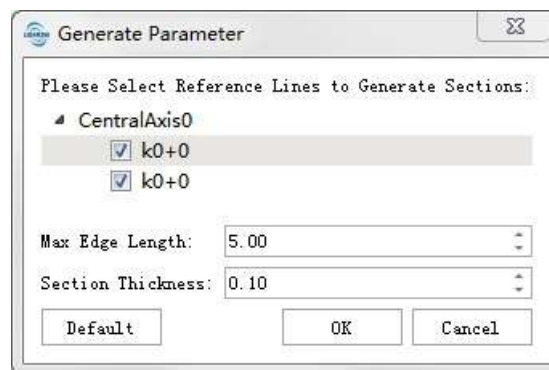 Generate Parameter
Please Select Reference Lines to Generate Sections:
CentralAxis0
k0+0
k0+0
Max Edge Length: 5.00
Section Thickness: 0.10
Default OK Cancel